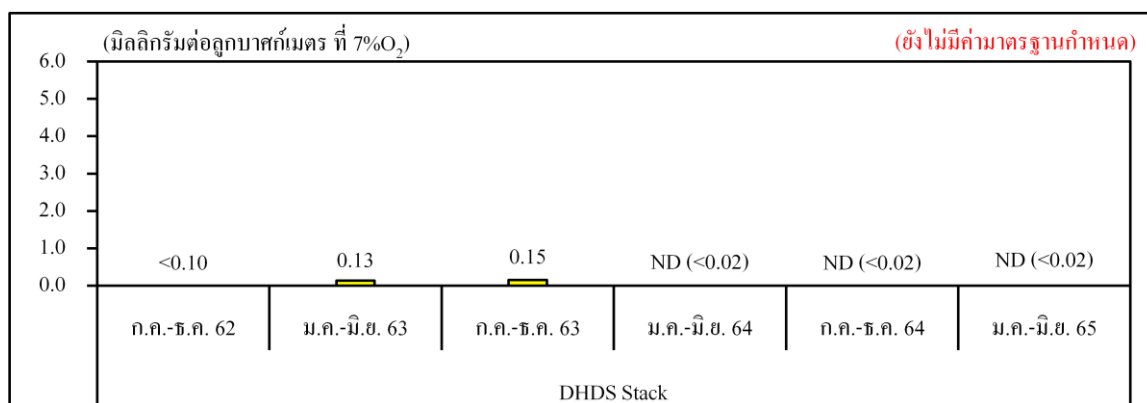 (มิลลิกรัมต่อลูกบาศก์เมตร ที่ 7%O₂) (ยังไม่มีค่ามาตรฐานกำหนด)
6.0
5.0
4.0
3.0
2.0
1.0
0.0
<0.10 0.13 0.15 ND (<0.02) ND (<0.02) ND (<0.02)
ก.ค.-ธ.ค. 62 ม.ค.-มิ.ย. 63 ก.ค.-ธ.ค. 63 ม.ค.-มิ.ย. 64 ก.ค.-ธ.ค. 64 ม.ค.-มิ.ย. 65
DHDS Stack